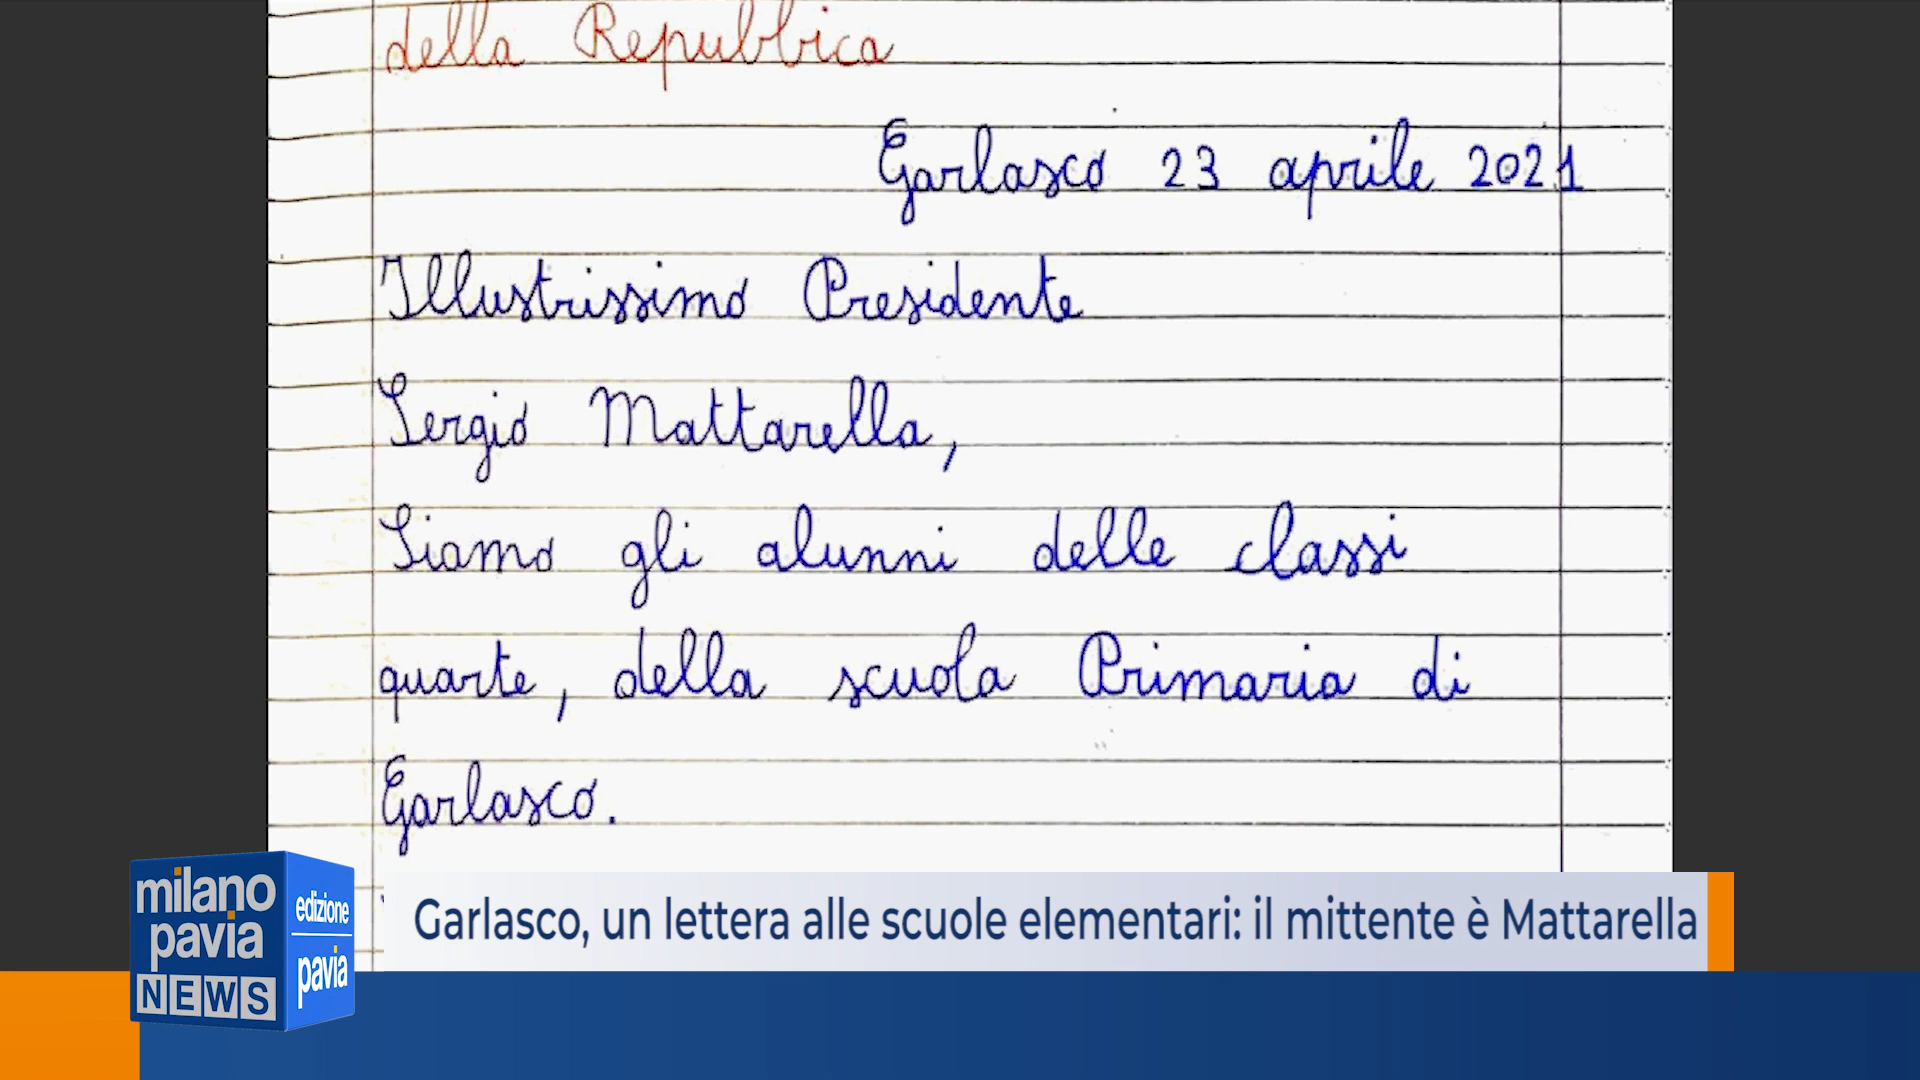 della Repubblica
Garlasco 23 aprile 2021
Illustrissimo Presidente
Sergio Mattarella,
Siamo gli alunni delle classi
quarte, della scuola Primaria di
Garlasco.
milano
pavia
NEWS
edizione
pavia
Garlasco, un lettera alle scuole elementari: il mittente è Mattarella